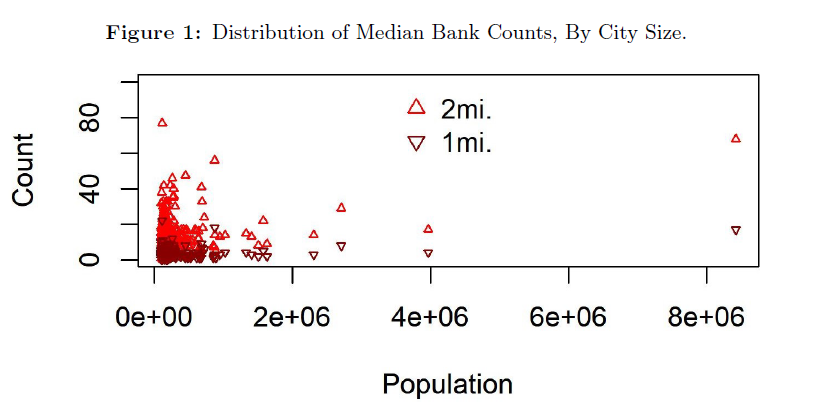 Figure 1: Distribution of Median Bank Counts, By City Size.
2mi.
1mi.
Count
80
40
0
0e+00 2e+06 4e+06 6e+06 8e+06
Population